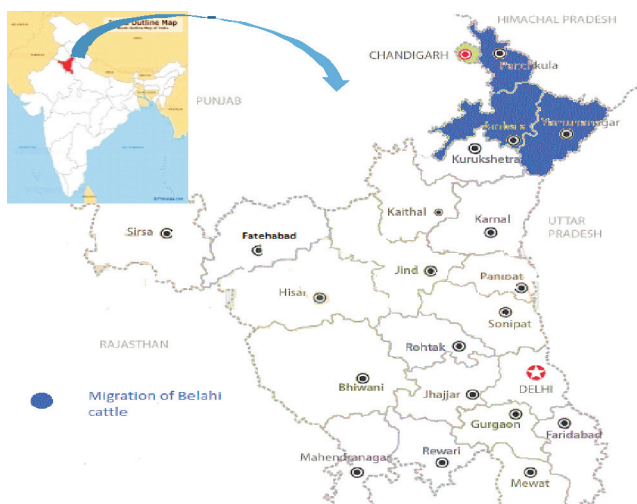 Outline Map
HIMACHAL PRADESH
CHANDIGARH
Panchkula
PUNJAB
Ambala
Yamunanagar
Kurukshetra
Kaithal
Karnal
UTTAR
PRADESH
Sirsa
Fatehabad
Jind
Panipat
Hisar
Sonipat
RAJASTHAN
Rohtak
Bhiwani
DELHI
Jhajjar
Migration of Belahi
cattle
Gurgaon
Faridabad
Mahendranagar
Rewari
Mewat